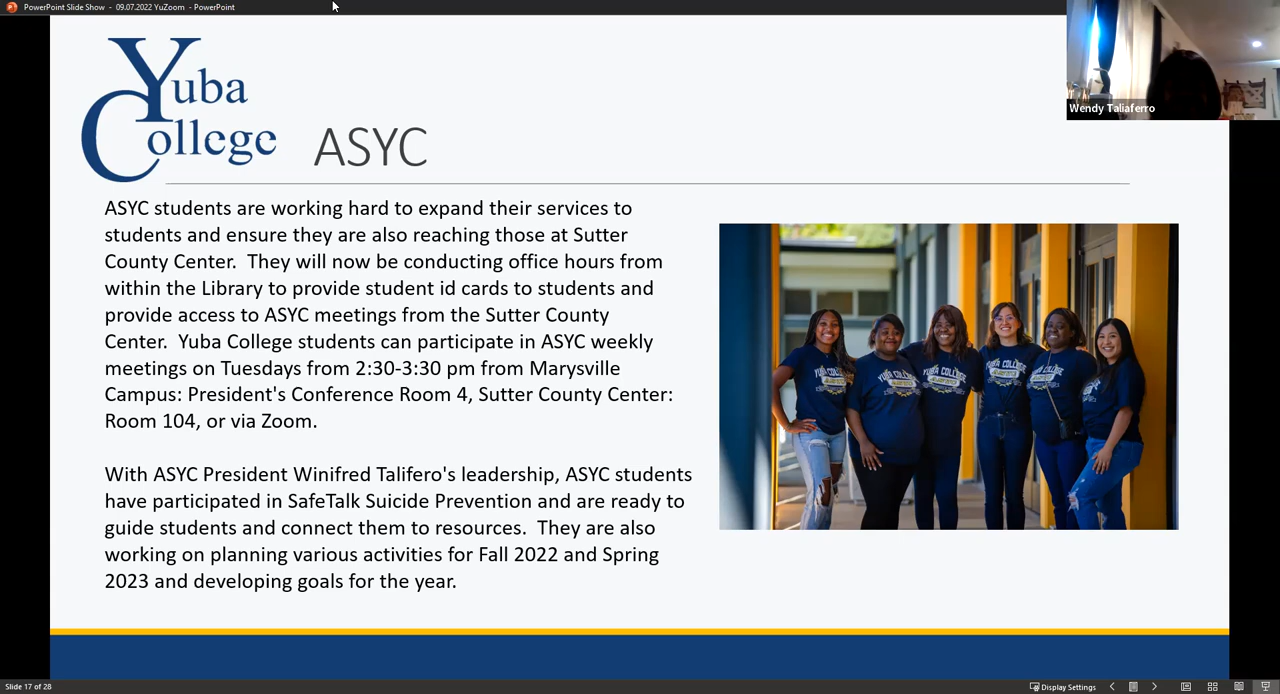 PowerPoint Slide Show - 09.07.2022 YuZoom - PowerPoint
Wendy Taliaferro
Yuba
College
ASYC
ASYC students are working hard to expand their services to
students and ensure they are also reaching those at Sutter
County Center.  They will now be conducting office hours from
within the Library to provide student id cards to students and
provide access to ASYC meetings from the Sutter County
Center.  Yuba College students can participate in ASYC weekly
meetings on Tuesdays from 2:30-3:30 pm from Marysville
Campus: President's Conference Room 4, Sutter County Center:
Room 104, or via Zoom.
With ASYC President Winifred Talifero's leadership, ASYC students
have participated in SafeTalk Suicide Prevention and are ready to
guide students and connect them to resources.  They are also
working on planning various activities for Fall 2022 and Spring
2023 and developing goals for the year.
YUBA COLLEGE
YUBA COLLEGE
YUBA COLLEGE
Slide 17 of 28
Display Settings